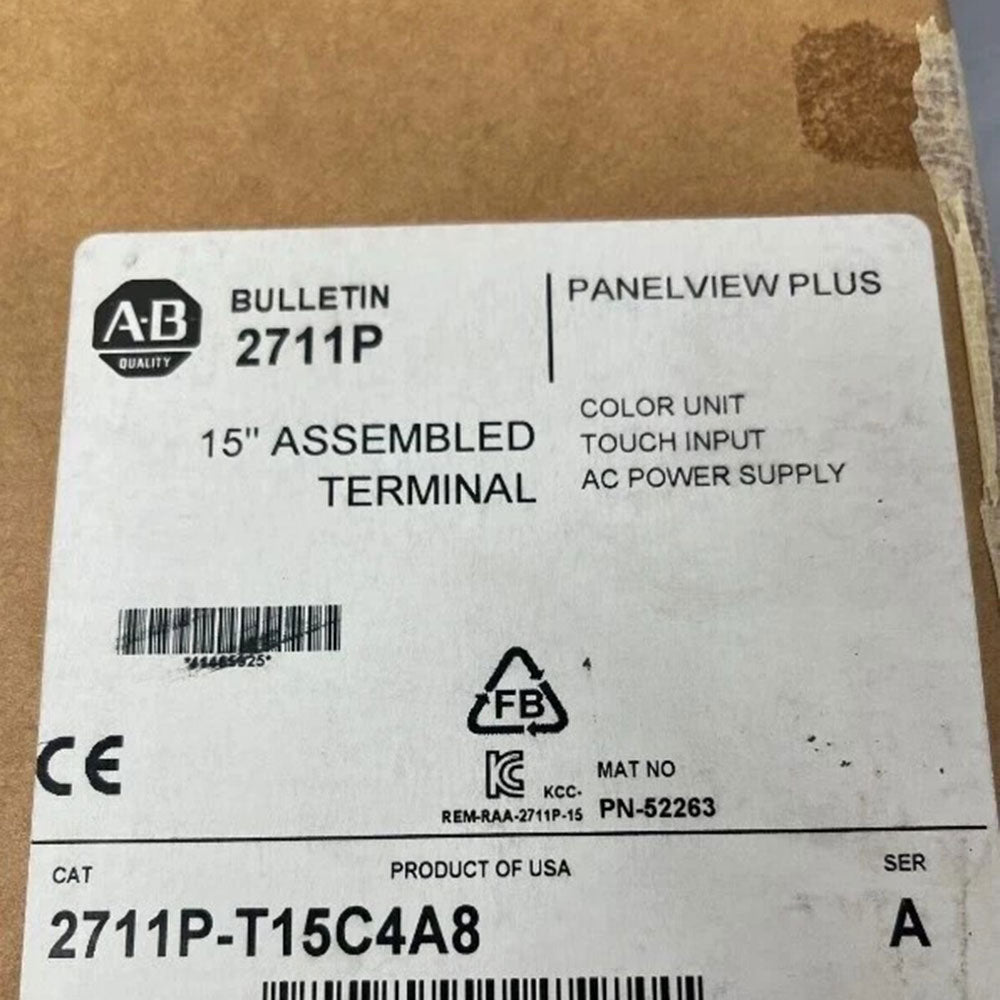 A-B
QUALITY
BULLETIN
2711P
PANELVIEW PLUS
15" ASSEMBLED
TERMINAL
COLOR UNIT
TOUCH INPUT
AC POWER SUPPLY
FB
CE
KC
KCC-
REM-RAA-2711P-15
MAT NO
PN-52263
CAT
PRODUCT OF USA
SER
2711P-T15C4A8
A